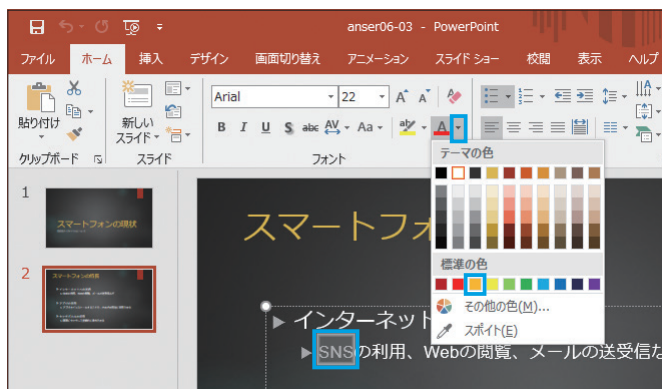 anser06-03 - PowerPoint
ファイル ホーム 挿入 デザイン 画面切り替え アニメーション スライド ショー 校閲 表示 ヘルプ
Arial 22 A A
貼り付け 新しい スライド B I U S abc AV Aa aby A
クリップボード スライド フォント
テーマの色
標準の色
その他の色(M)...
スポイト(E)
1
スマートフォンの現状
2
スマートフ
インターネット
SNSの利用、Webの閲覧、メールの送受信な